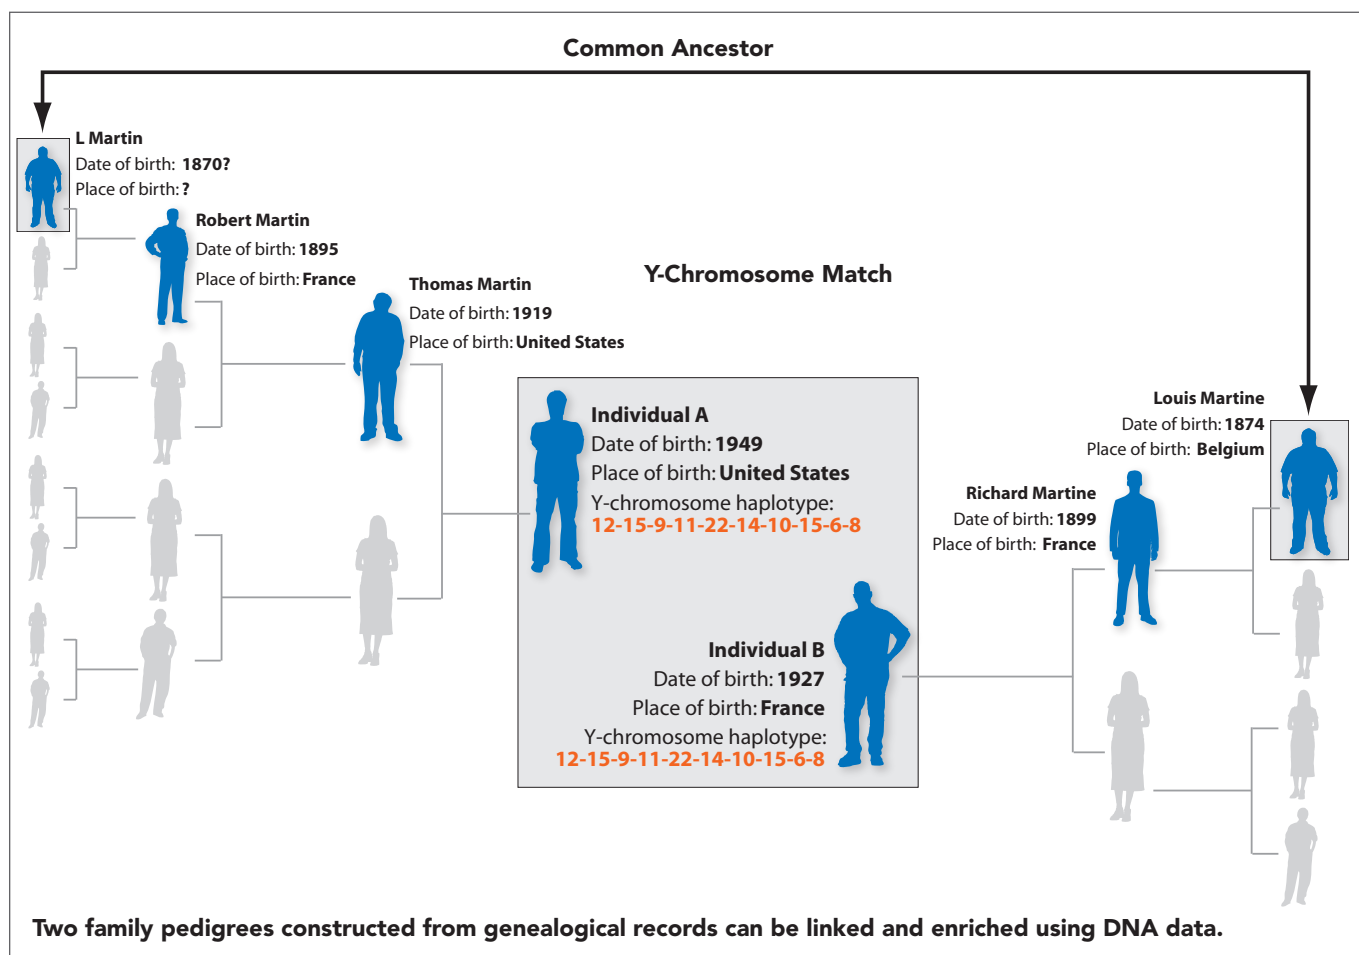 Common Ancestor
L Martin
Date of birth: 1870?
Place of birth: ?
Robert Martin
Date of birth: 1895
Place of birth: France
Thomas Martin
Date of birth: 1919
Place of birth: United States
Y-Chromosome Match
Individual A
Date of birth: 1949
Place of birth: United States
Y-chromosome haplotype:
12-15-9-11-22-14-10-15-6-8
Individual B
Date of birth: 1927
Place of birth: France
Y-chromosome haplotype:
12-15-9-11-22-14-10-15-6-8
Louis Martine
Date of birth: 1874
Place of birth: Belgium
Richard Martine
Date of birth: 1899
Place of birth: France
Two family pedigrees constructed from genealogical records can be linked and enriched using DNA data.